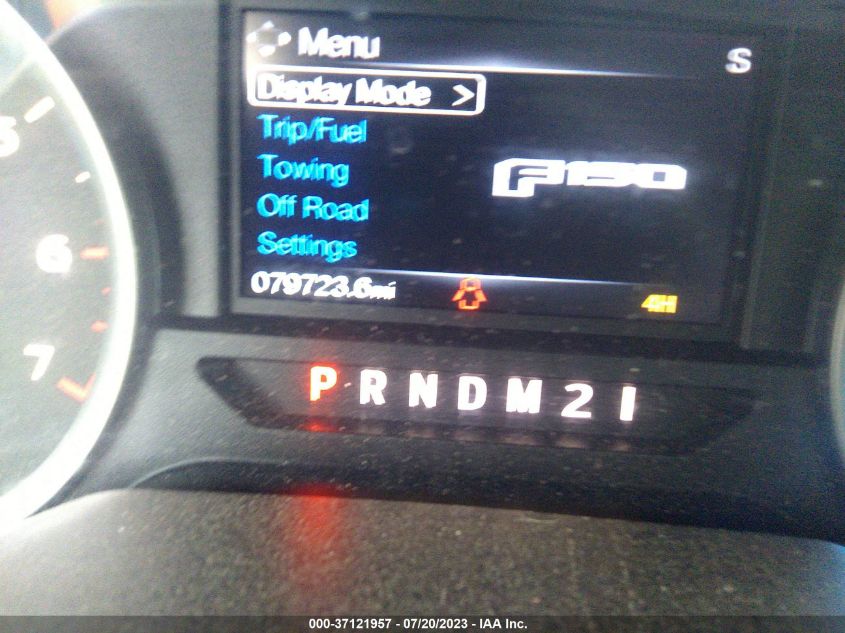 Menu
S
Display Mode >
Trip/Fuel
Towing
F150
Off Road
Settings
079723.6mi
4HI
5
6
7
P R N D M 2 1
000-37121957 - 07/20/2023 - IAA Inc.